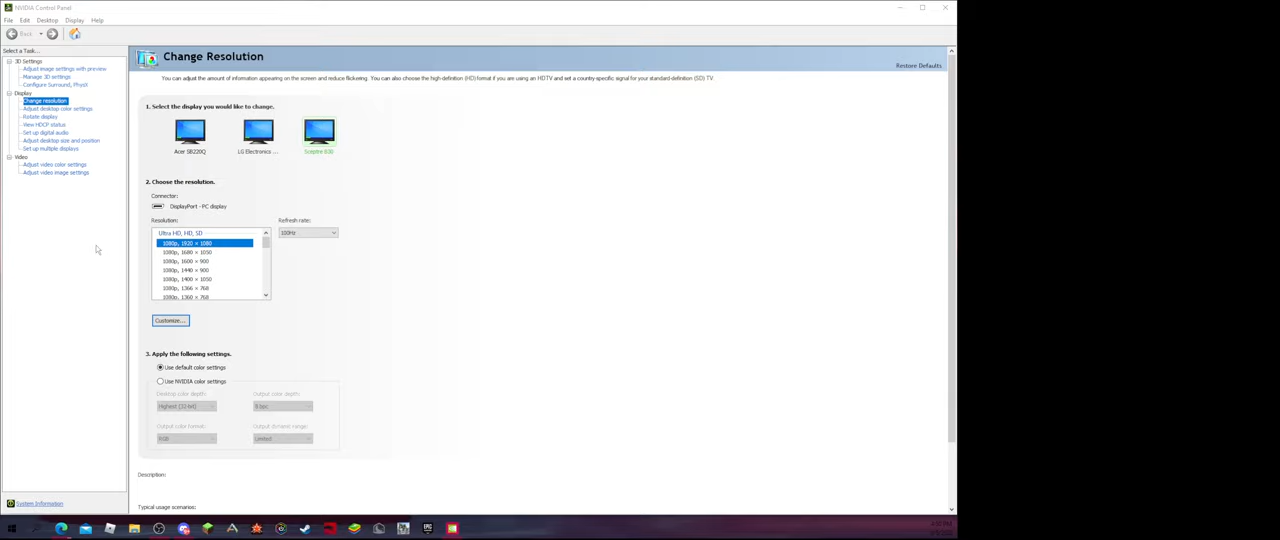 NVIDIA Control Panel
File Edit Desktop Display Help
Back
Select a Task...
3D Settings
Adjust image settings with preview
Manage 3D settings
Configure Surround, PhysX
Display
Change resolution
Adjust desktop color settings
Rotate display
View HDCP status
Set up digital audio
Adjust desktop size and position
Set up multiple displays
Video
Adjust video color settings
Adjust video image settings
System Information
Change Resolution
Restore Defaults
You can adjust the amount of information appearing on the screen and reduce flickering. You can also choose the high-definition (HD) format if you are using an HDTV and set a country-specific signal for your standard-definition (SD) TV
1. Select the display you would like to change.
Acer SB220Q
LG Electronics ...
Sceptre B30
2. Choose the resolution.
Connector:
DisplayPort - PC display
Resolution:
Refresh rate:
Ultra HD, HD, SD
100Hz
1080p, 1920 × 1080
1080p, 1680 × 1050
1080p, 1600 × 900
1080p, 1440 × 900
1080p, 1400 × 1050
1080p, 1366 × 768
1080p, 1360 × 768
Customize...
3. Apply the following settings.
Use default color settings
Use NVIDIA color settings
Desktop color depth:
Output color depth:
Highest (32-bit)
8 bpc
Output color format:
Output dynamic range:
RGB
Limited
Description:
Typical usage scenarios: